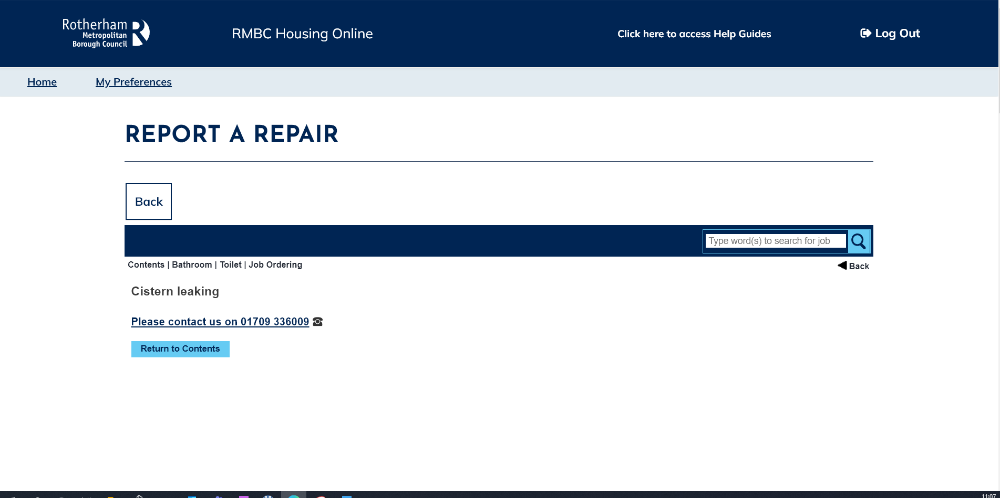 Rotherham
Metropolitan
Borough Council
RMBC Housing Online
Click here to access Help Guides
Log Out
Home
My Preferences
REPORT A REPAIR
Back
Type word(s) to search for job
Contents | Bathroom | Toilet | Job Ordering
Back
Cistern leaking
Please contact us on 01709 336009
Return to Contents
11:07